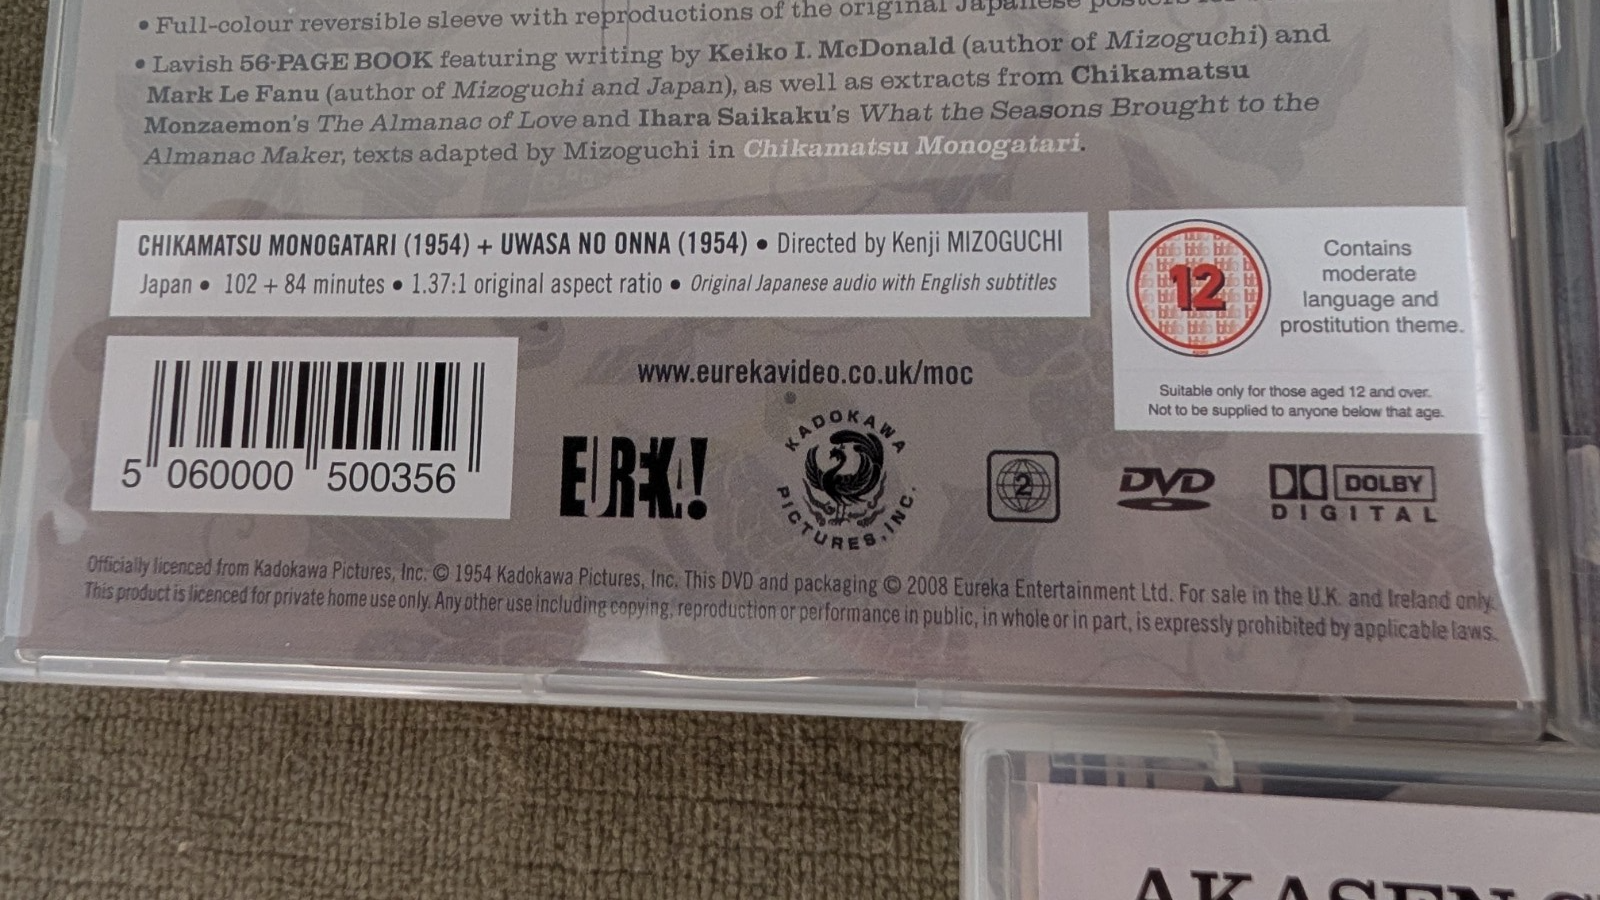 • Full-colour reversible sleeve with reproductions of the original Japanese posters
• Lavish 56-PAGE BOOK featuring writing by Keiko I. McDonald (author of Mizoguchi) and
Mark Le Fanu (author of Mizoguchi and Japan), as well as extracts from Chikamatsu
Monzaemon's The Almanac of Love and Ihara Saikaku's What the Seasons Brought to the
Almanac Maker, texts adapted by Mizoguchi in Chikamatsu Monogatari.
CHIKAMATSU MONOGATARI (1954) + UWASA NO ONNA (1954) • Directed by Kenji MIZOGUCHI
Japan • 102 + 84 minutes • 1.37:1 original aspect ratio • Original Japanese audio with English subtitles
12
Contains
moderate
language and
prostitution theme.
Suitable only for those aged 12 and over.
Not to be supplied to anyone below that age.
www.eurekavideo.co.uk/moc
5 060000 500356
EUREKA!
KADOKAWA
PICTURES, INC.
2
DVD
DOLBY
DIGITAL
Officially licenced from Kadokawa Pictures, Inc. © 1954 Kadokawa Pictures, Inc. This DVD and packaging © 2008 Eureka Entertainment Ltd. For sale in the U.K. and Ireland only.
This product is licenced for private home use only. Any other use including copying, reproduction or performance in public, in whole or in part, is expressly prohibited by applicable laws.
AKASEN